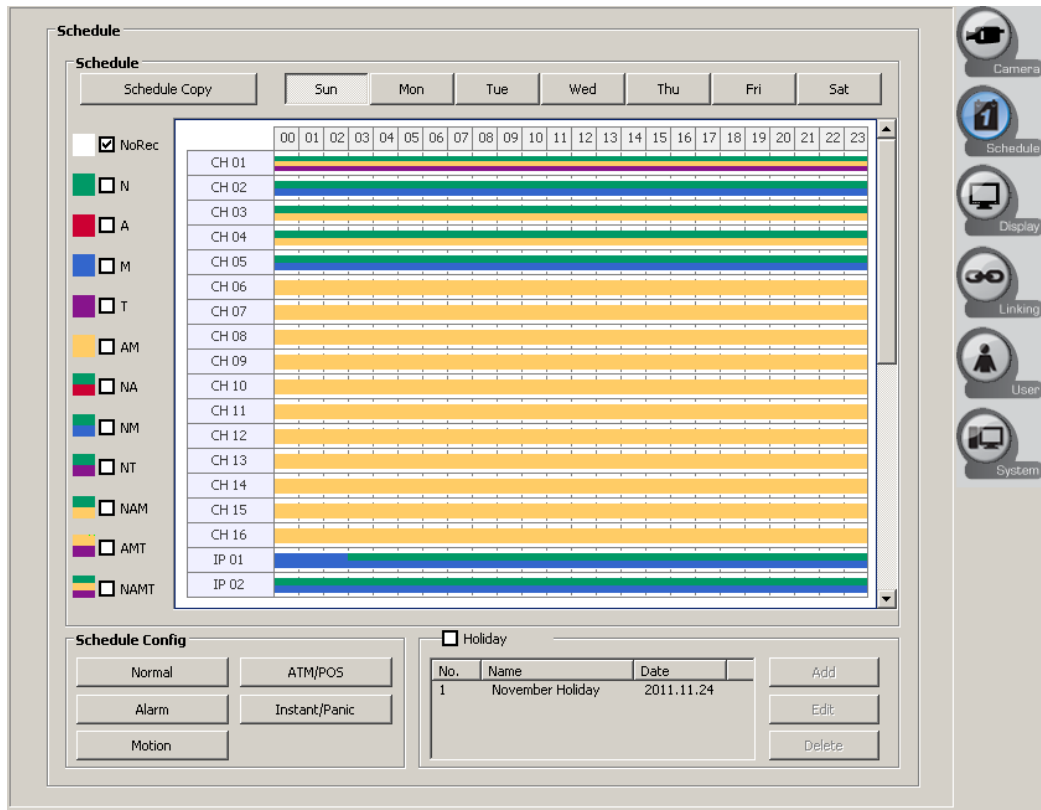 Schedule
Schedule
Schedule Copy Sun Mon Tue Wed Thu Fri Sat
00 01 02 03 04 05 06 07 08 09 10 11 12 13 14 15 16 17 18 19 20 21 22 23
NoRec
N
A
M
T
AM
NA
NM
NT
NAM
AMT
NAMT
CH 01
CH 02
CH 03
CH 04
CH 05
CH 06
CH 07
CH 08
CH 09
CH 10
CH 11
CH 12
CH 13
CH 14
CH 15
CH 16
IP 01
IP 02
Schedule Config
Normal ATM/POS
Alarm Instant/Panic
Motion
Holiday
No. Name Date
1 November Holiday 2011.11.24
Add
Edit
Delete
Camera
1
Schedule
Display
Linking
User
System